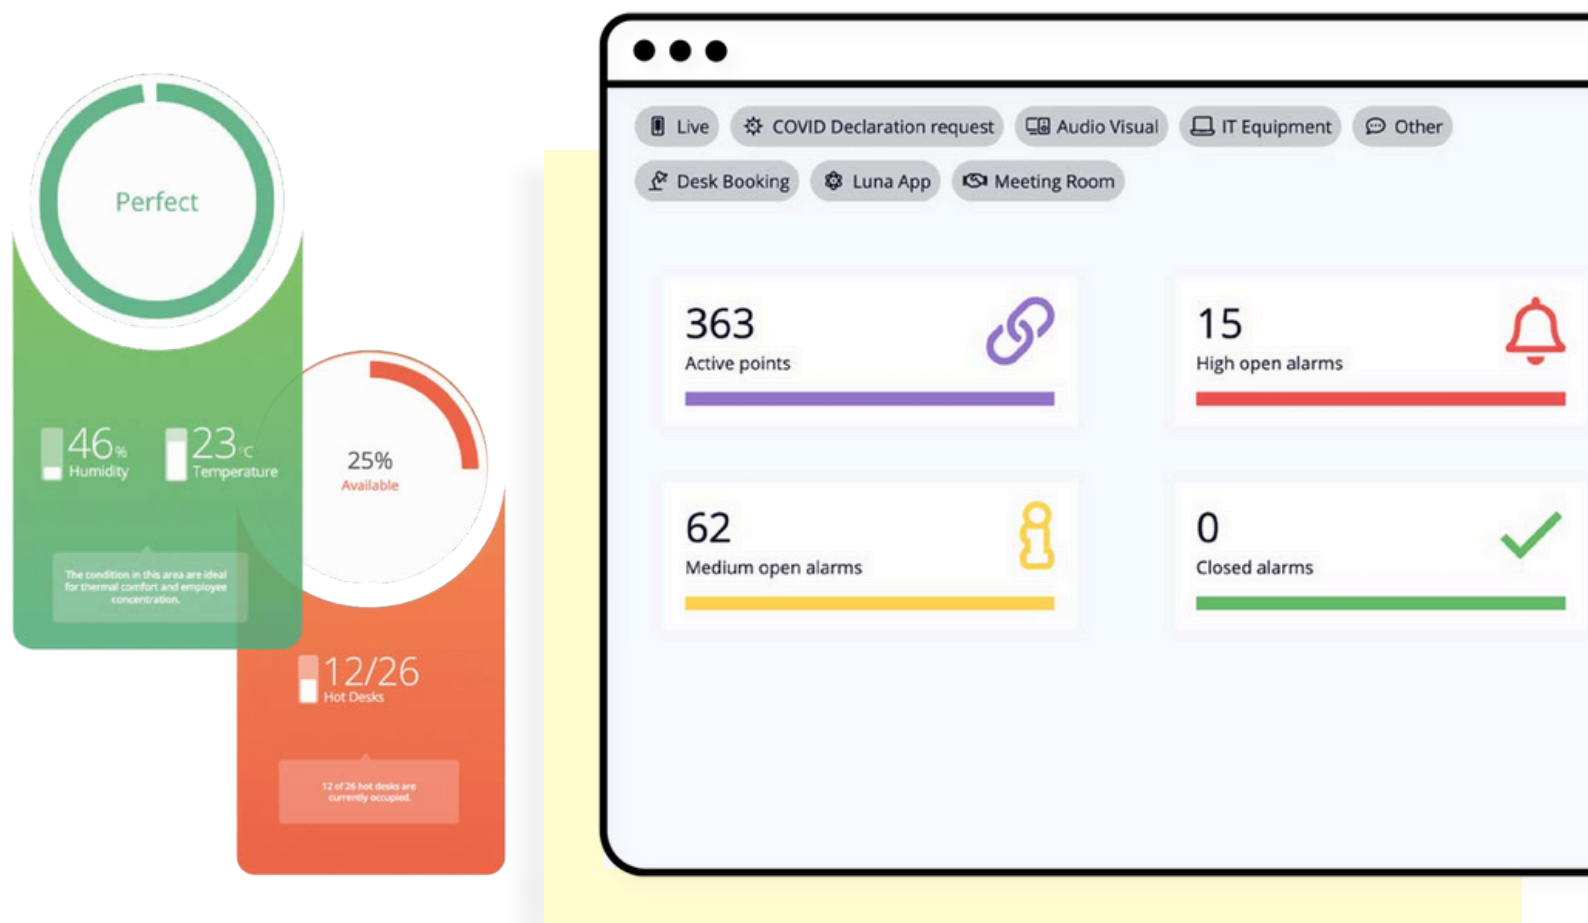 Perfect
46%
Humidity
23°C
Temperature
The condition in this area are ideal
for thermal comfort and employee
concentration.
25%
Available
12/26
Hot Desks
12 of 26 hot desks are
currently occupied.
Live
COVID Declaration request
Audio Visual
IT Equipment
Other
Desk Booking
Luna App
Meeting Room
363
Active points
15
High open alarms
62
Medium open alarms
0
Closed alarms